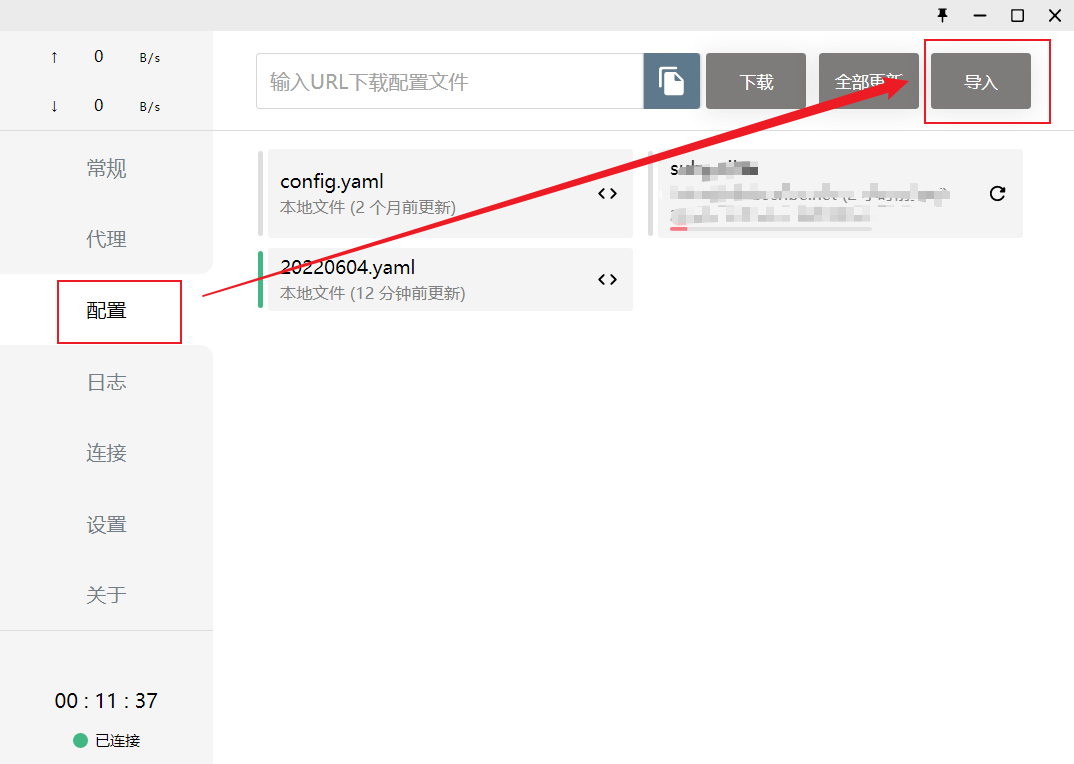 ↑ 0 B/s
↓ 0 B/s
常规
代理
配置
日志
连接
设置
关于
00 : 11 : 37
已连接
输入URL下载配置文件
下载
全部更新
导入
config.yaml
本地文件 (2 个月前更新)
20220604.yaml
本地文件 (12 分钟前更新)